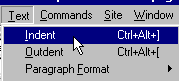 Text Commands Site Window
Indent Ctrl+Alt+]
Outdent Ctrl+Alt+[
Paragraph Format